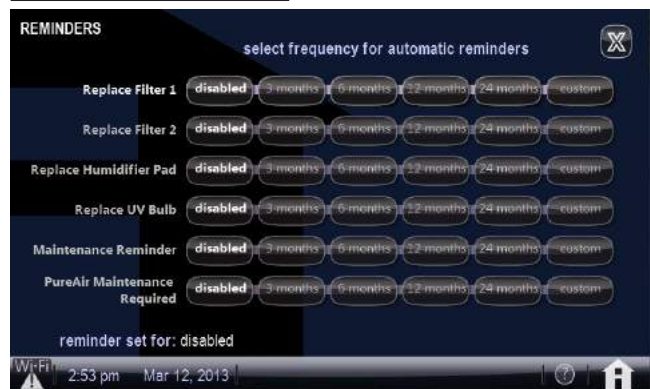 REMINDERS
select frequency for automatic reminders
X
Replace Filter 1 disabled 3 months 6 months 12 months 24 months custom
Replace Filter 2 disabled 3 months 6 months 12 months 24 months custom
Replace Humidifier Pad disabled 3 months 6 months 12 months 24 months custom
Replace UV Bulb disabled 3 months 6 months 12 months 24 months custom
Maintenance Reminder disabled 3 months 6 months 12 months 24 months custom
PureAir Maintenance
Required disabled 3 months 6 months 12 months 24 months custom
reminder set for: disabled
Wi-Fi 2:53 pm Mar 12, 2013 ?